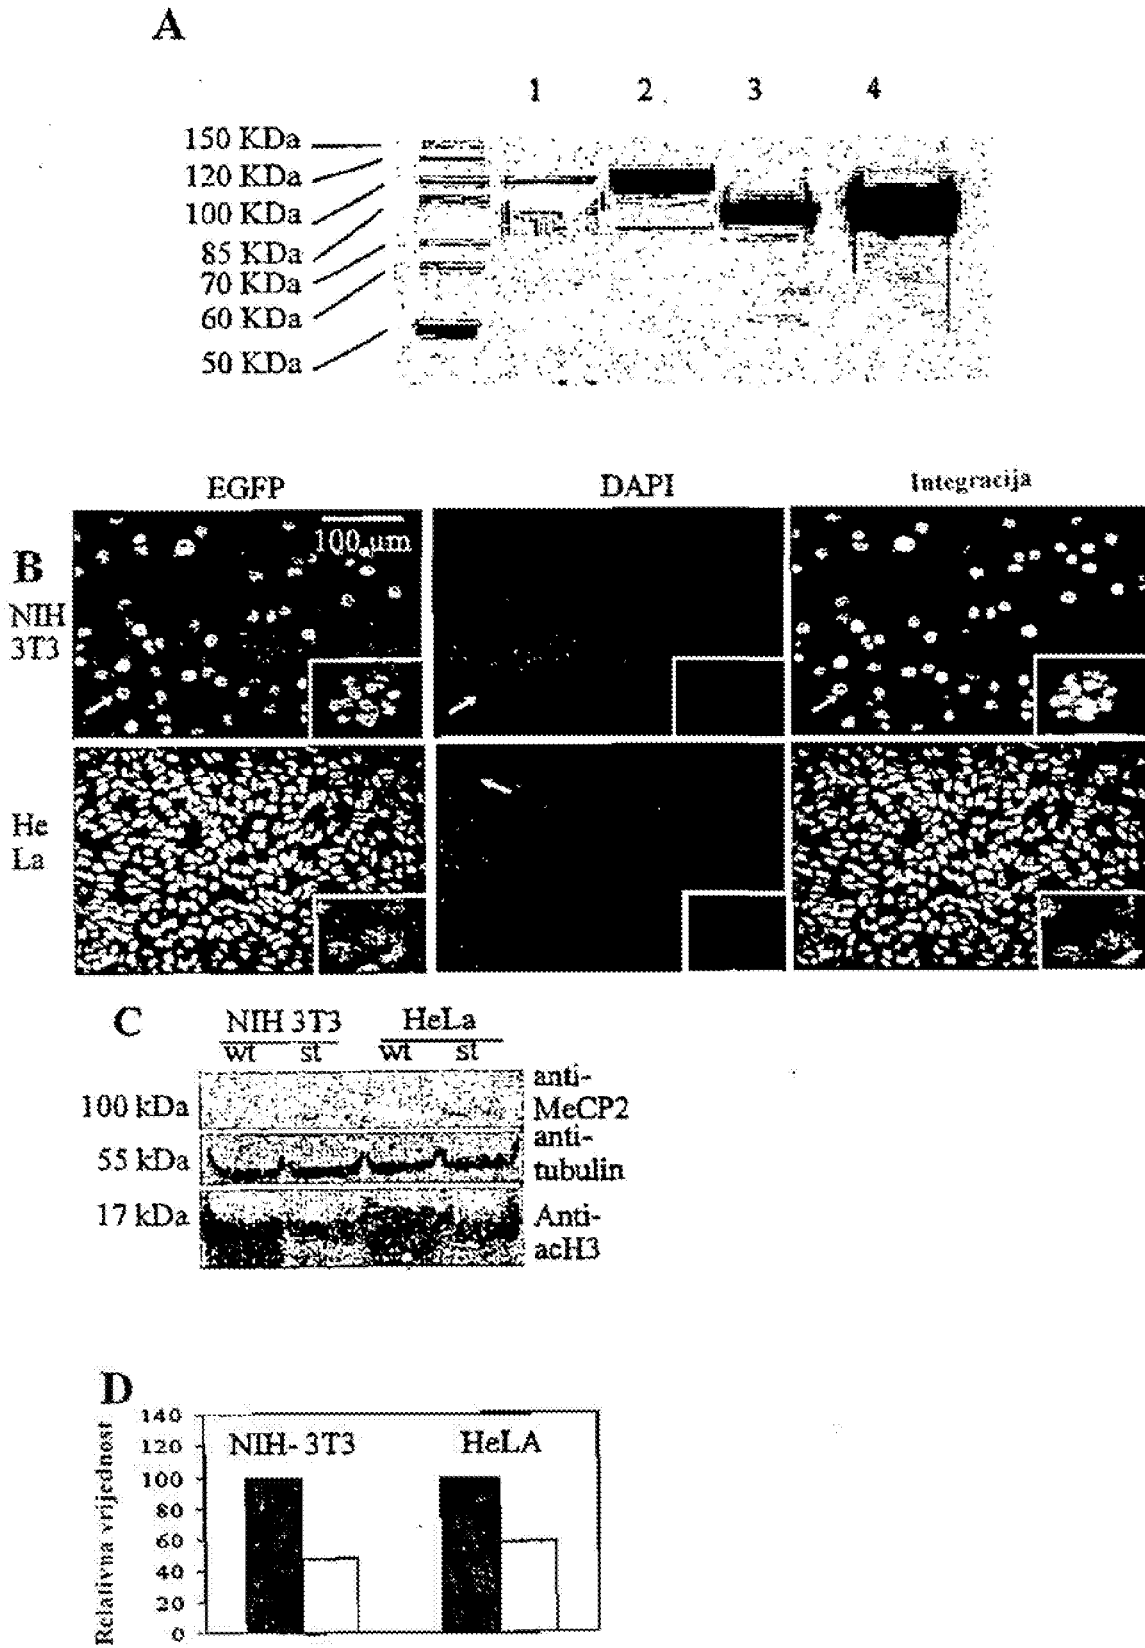 A
1 2 3 4
150 KDa
120 KDa
100 KDa
85 KDa
70 KDa
60 KDa
50 KDa
EGFP DAPI Integracija
B
100 µm
NIH
3T3
He
La
C
NIH 3T3 HeLa
wt st wt st
100 kDa
anti-
MeCP2
55 kDa
anti-
tubulin
17 kDa
Anti-
acH3
D
Relativna vrijednost
140
120
100
80
60
40
20
0
NIH- 3T3 HeLA